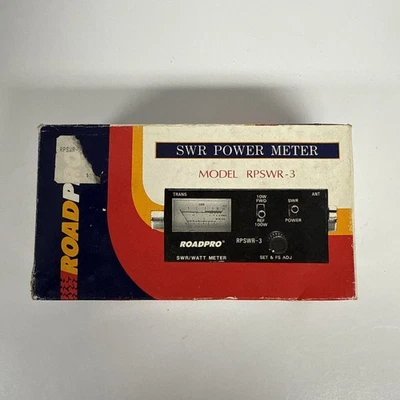 RPSWR-
ROADPRO
SWR POWER METER
MODEL RPSWR-3
TRANS
ANT
10W
FWD
SWR
REF
100W
POWER
ROADPRO®
RPSWR-3
SWR/WATT METER
SET & FS ADJ